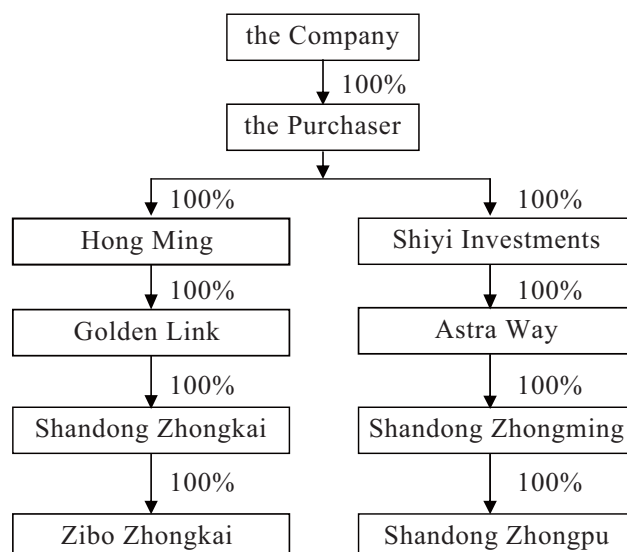 the Company
100%
the Purchaser
100% 100%
Hong Ming Shiyi Investments
100% 100%
Golden Link Astra Way
100% 100%
Shandong Zhongkai Shandong Zhongming
100% 100%
Zibo Zhongkai Shandong Zhongpu